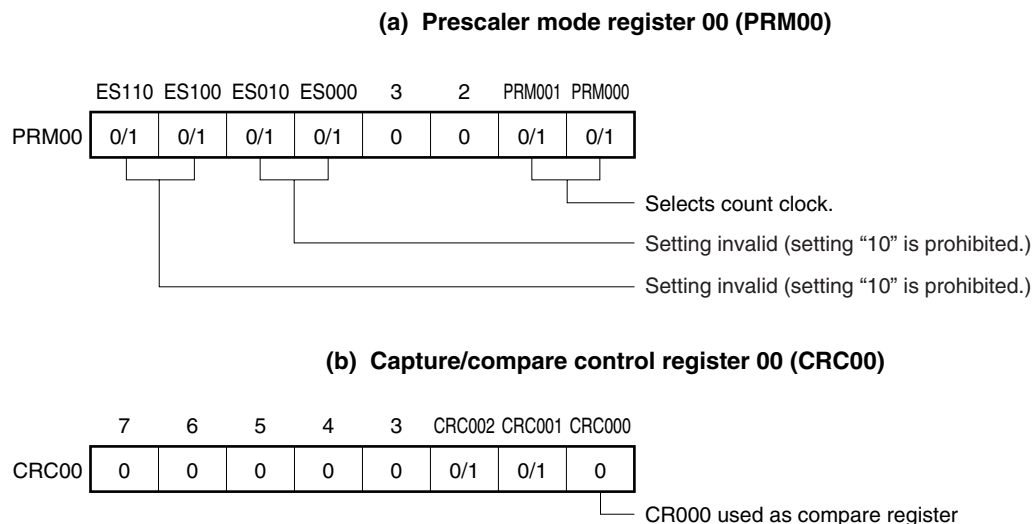 (a) Prescaler mode register 00 (PRM00)
ES110 ES100 ES010 ES000 3 2 PRM001 PRM000
PRM00 0/1 0/1 0/1 0/1 0 0 0/1 0/1
Selects count clock.
Setting invalid (setting “10” is prohibited.)
Setting invalid (setting “10” is prohibited.)
(b) Capture/compare control register 00 (CRC00)
7 6 5 4 3 CRC002 CRC001 CRC000
CRC00 0 0 0 0 0 0/1 0/1 0
CR000 used as compare register